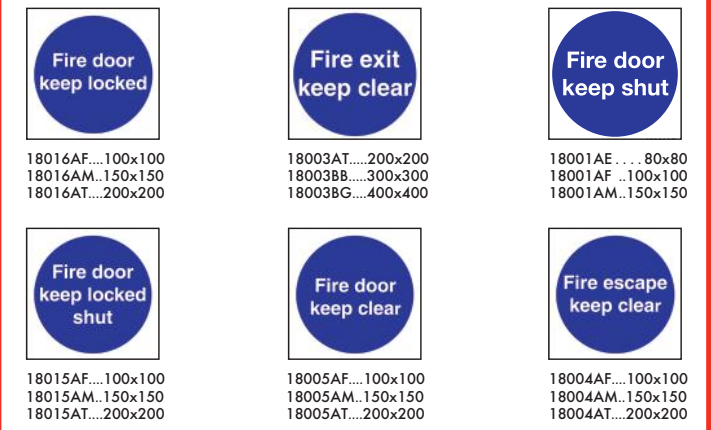 Fire door
keep locked
18016AF....100x100
18016AM..150x150
18016AT....200x200
Fire exit
keep clear
18003AT.....200x200
18003BB.....300x300
18003BG....400x400
Fire door
keep shut
18001AE . . . . 80x80
18001AF ..100x100
18001AM..150x150
Fire door
keep locked
shut
18015AF....100x100
18015AM..150x150
18015AT....200x200
Fire door
keep clear
18005AF....100x100
18005AM..150x150
18005AT....200x200
Fire escape
keep clear
18004AF....100x100
18004AM..150x150
18004AT....200x200